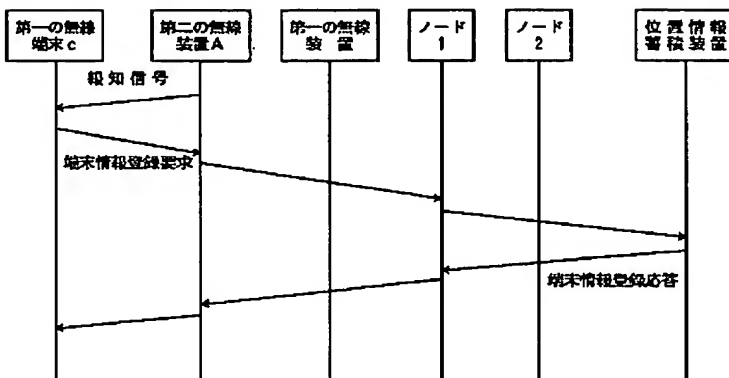 第一の無線
端末c
第二の無線
装置A
第一の無線
装置
ノード
1
ノード
2
位置情報
蓄積装置
報知信号
端末情報登録要求
端末情報登録応答